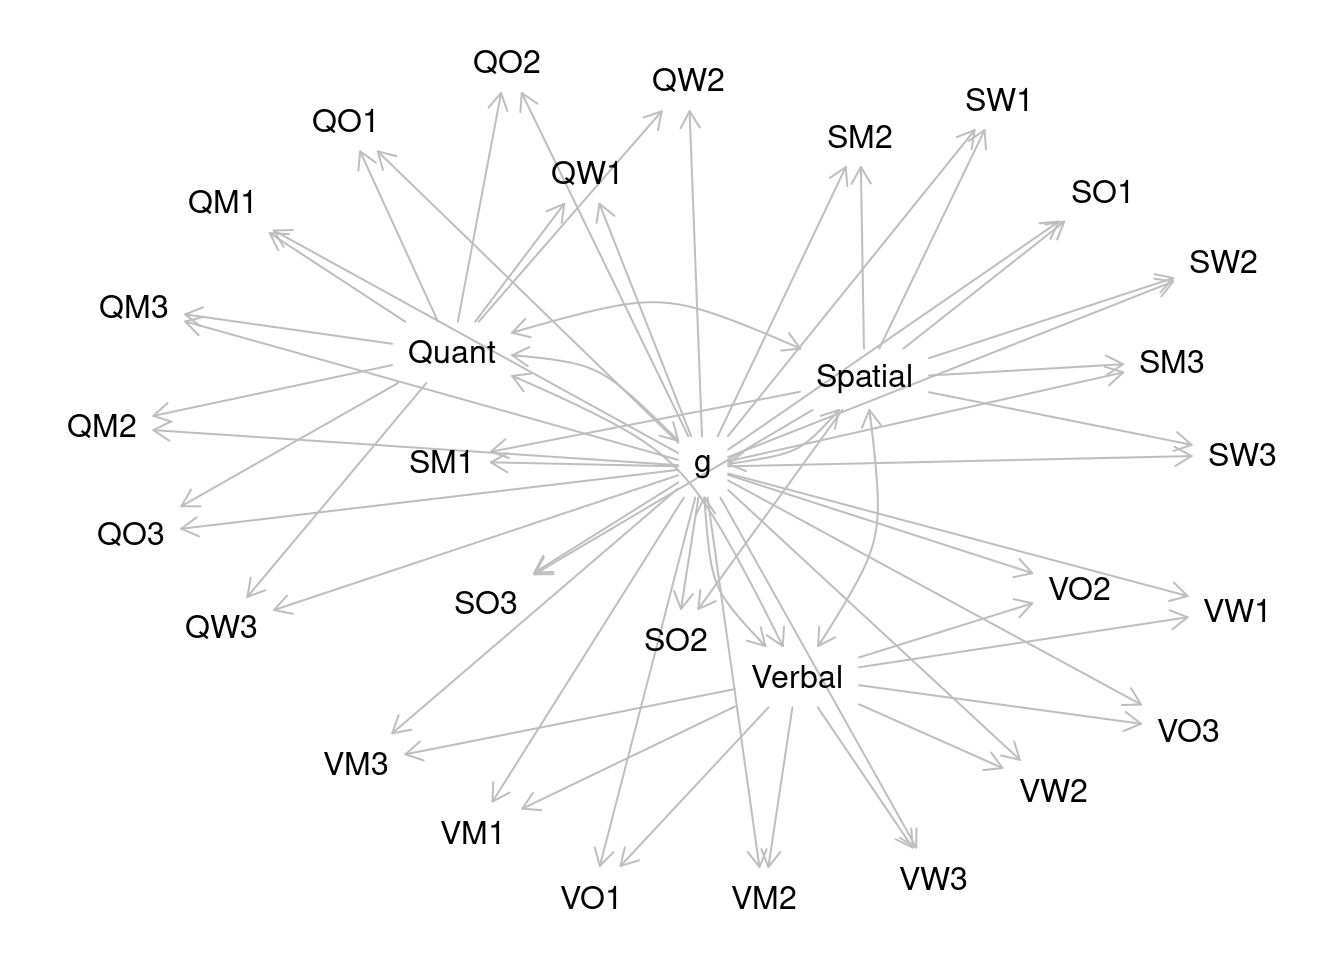 QO2
QW2
SW1
QO1
SM2
QW1
SO1
QM1
SW2
QM3
Quant
SM3
Spatial
QM2
SM1
g
SW3
QO3
SO3
VO2
VW1
QW3
SO2
Verbal
VO3
VM3
VW2
VM1
VW3
VO1
VM2